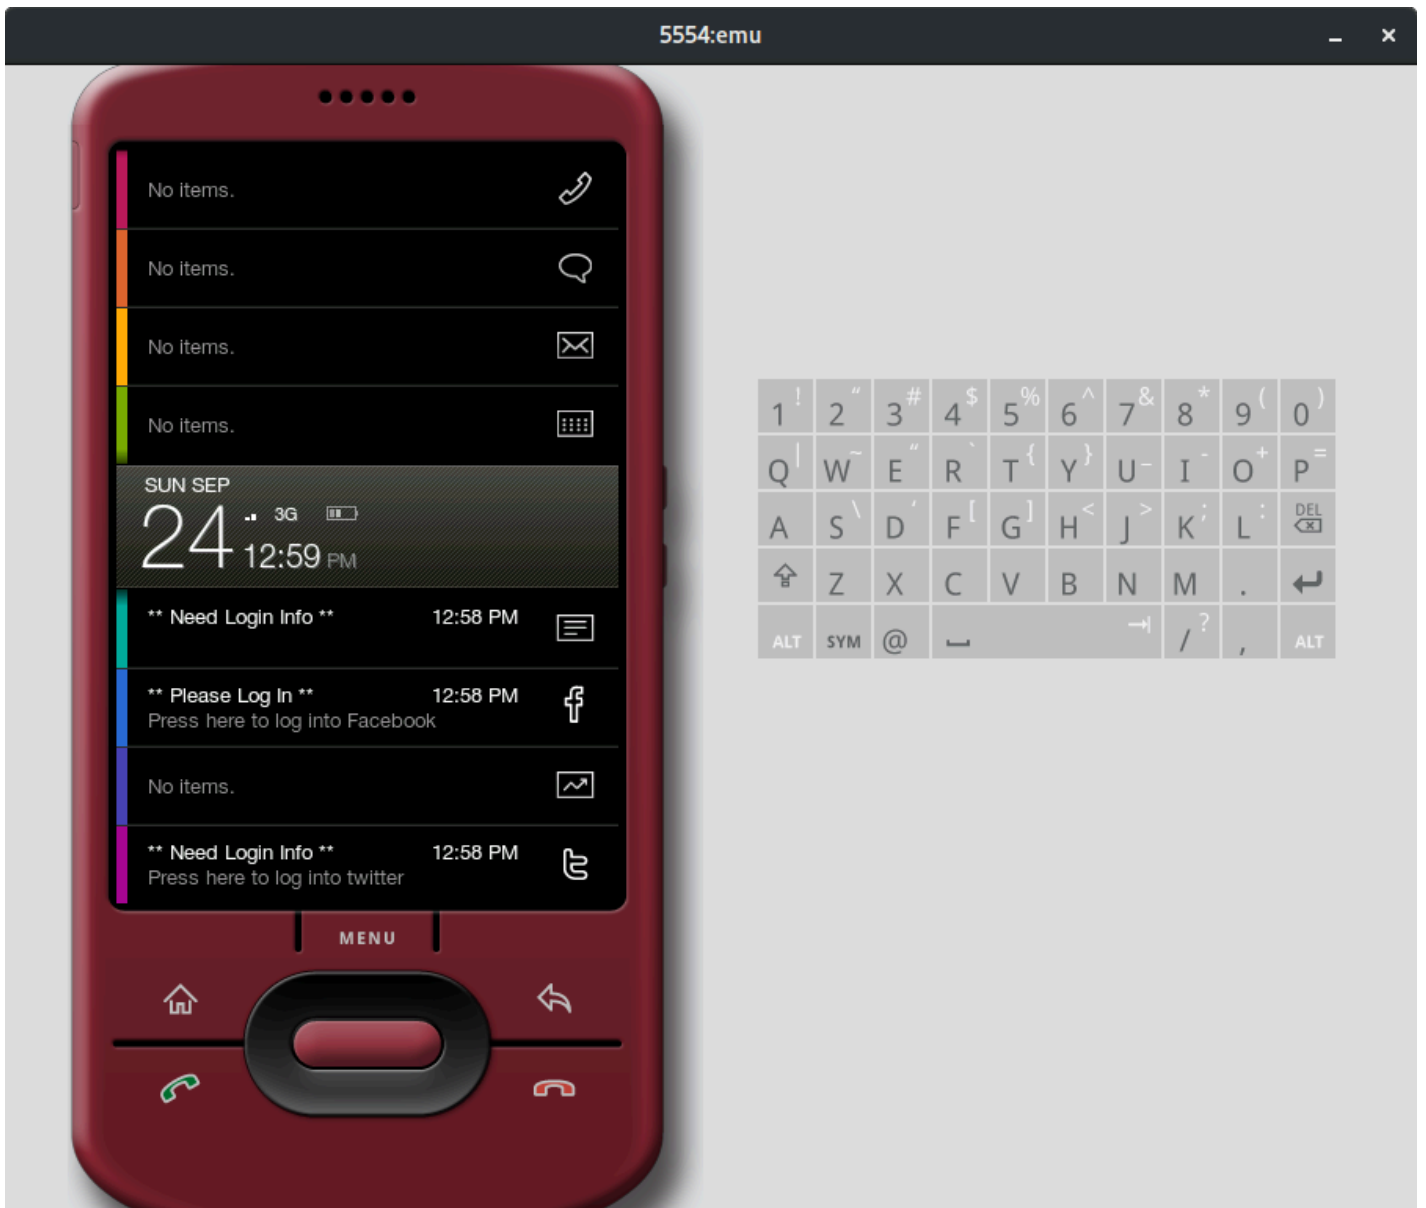 5554:emu
No items.
No items.
No items.
No items.
SUN SEP
24 3G
12:59 PM
** Need Login Info ** 12:58 PM
** Please Log In ** 12:58 PM
Press here to log into Facebook
No items.
** Need Login Info ** 12:58 PM
Press here to log into twitter
MENU
1 ! 2 “ 3 # 4 $ 5 % 6 ^ 7 & 8 * 9 ( 0 )
Q | W ~ E “ R ` T { Y } U _ I - O + P =
A S \ D ‘ F [ G ] H < J > K ; L : DEL
Z X C V B N M .
ALT SYM @ / ? , ALT